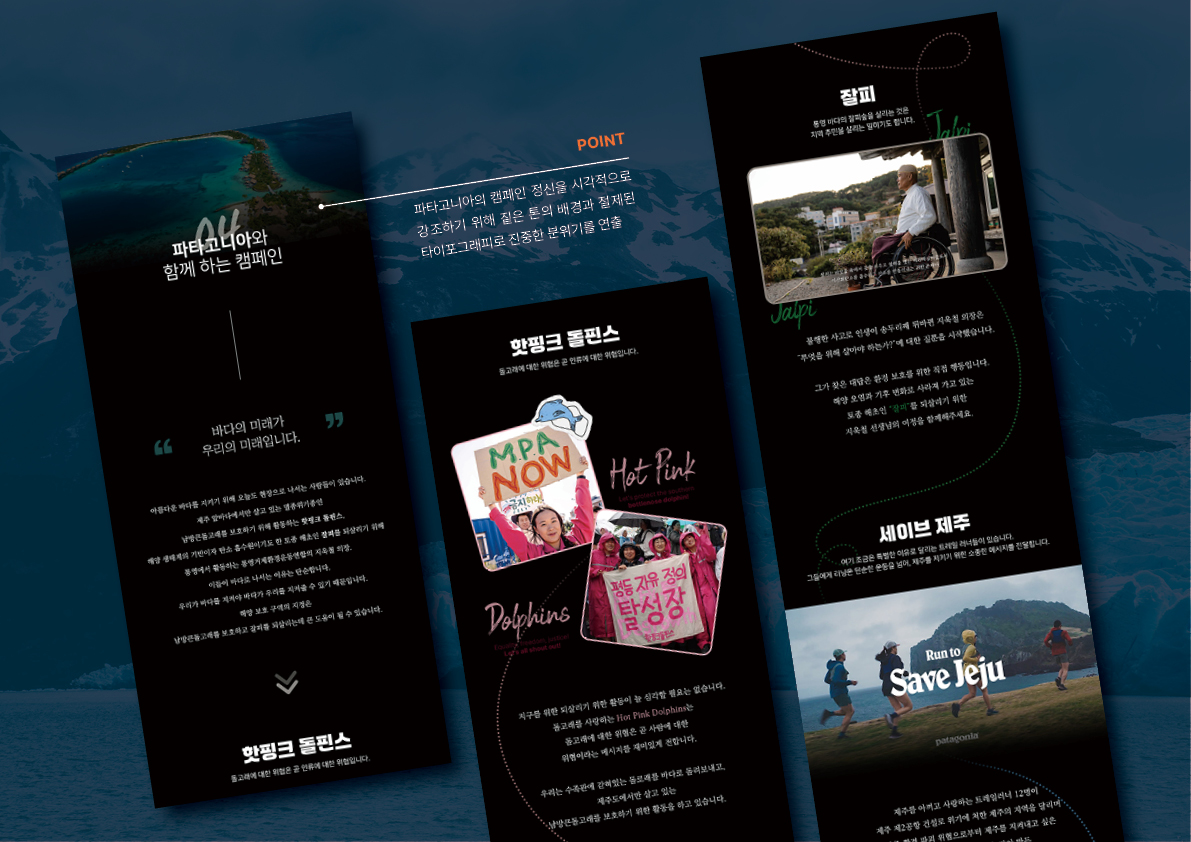 파타고니아와
함께 하는 캠페인
“ 바다의 미래가 ”
우리의 미래입니다.
아름다운 바다를 지키기 위해 오늘도 현장으로 나서는 사람들이 있습니다.
제주 앞바다에서만 살고 있는 멸종위기종인
남방큰돌고래를 보호하기 위해 활동하는 핫핑크 돌핀스.
해양 생태계의 기반이자 탄소 흡수원이기도 한 토종 해초인 잘피를 되살리기 위해
통영에서 활동하는 통영거제환경운동연합의 지욱철 의장.
이들이 바다로 나서는 이유는 단순합니다.
우리가 바다를 지켜야 바다가 우리를 지켜줄 수 있기 때문입니다.
해양 보호 구역의 지정은
남방큰돌고래를 보호하고 잘피를 되살리는데 큰 도움이 될 수 있습니다.
핫핑크 돌핀스
돌고래에 대한 위협은 곧 인류에 대한 위협입니다.
POINT
파타고니아의 캠페인 정신을 시각적으로
강조하기 위해 짙은 톤의 배경과 절제된
타이포그래피로 진중한 분위기를 연출
핫핑크 돌핀스
돌고래에 대한 위협은 곧 인류에 대한 위협입니다.
M.P.A
NOW
Hot Pink
평등 자유 정의
탈성장
핫핑크돌핀스
Dolphins
Let's all shout out!
지구를 위한 되살리기 위한 활동이 늘 심각할 필요는 없습니다.
돌고래를 사랑하는 Hot Pink Dolphins는
돌고래에 대한 위협은 곧 사람에 대한
위협이라는 메시지를 재미있게 전합니다.
우리는 수족관에 갇혀있는 돌고래를 바다로 돌려보내고,
제주도에서만 살고 있는
남방큰돌고래를 보호하기 위한 활동을 하고 있습니다.
잘피
통영 바다의 잘피숲을 살리는 것은
지역 주민을 살리는 일이기도 합니다.
Jalpi
Jalpi
불행한 사고로 인생이 송두리째 뒤바뀐 지욱철 의장은
“무엇을 위해 살아야 하는가?”에 대한 질문을 시작했습니다.
그가 찾은 대답은 환경 보호를 위한 직접 행동입니다.
해양 오염과 기후 변화로 사라져 가고 있는
토종 해초인 “잘피”를 되살리기 위한
지욱철 선생님의 여정을 함께해주세요.
세이브 제주
여기 조금은 특별한 이유로 달리는 트레일 러너들이 있습니다.
그들에게 러닝은 단순한 운동을 넘어, 제주를 지키기 위한 소중한 메시지를 전달합니다.
Run to
Save Jeju
patagonia
제주를 아끼고 사랑하는 트레일러너 12명이
제주 제2공항 건설로 위기에 처한 제주의 지역을 달리며
환경 파괴 위협으로부터 제주를 지켜내고 싶은